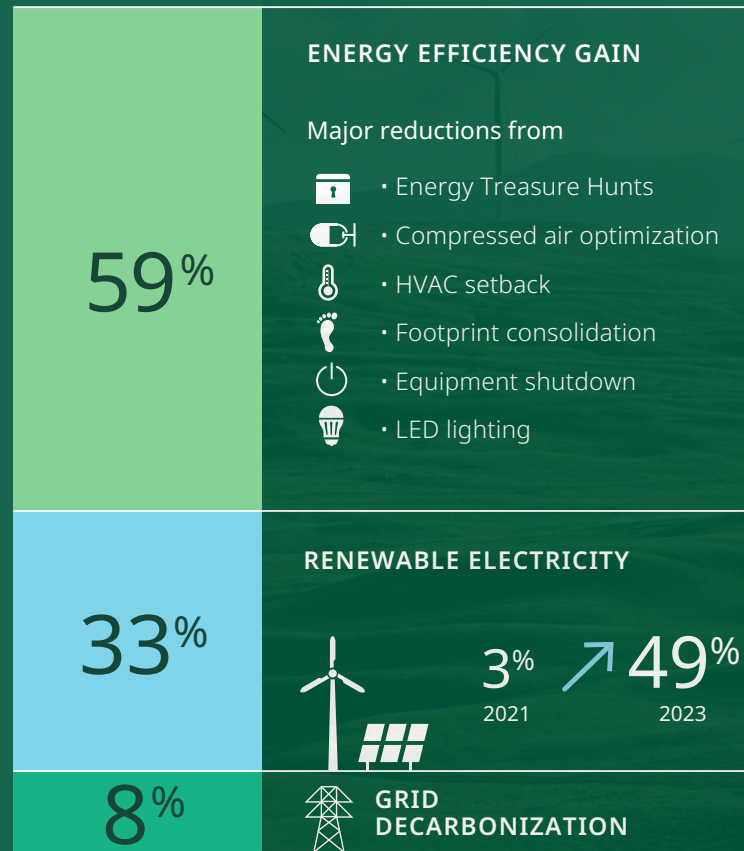 59%
ENERGY EFFICIENCY GAIN
Major reductions from
• Energy Treasure Hunts
• Compressed air optimization
• HVAC setback
• Footprint consolidation
• Equipment shutdown
• LED lighting
33%
RENEWABLE ELECTRICITY
3% 49%
2021 2023
8%
GRID
DECARBONIZATION